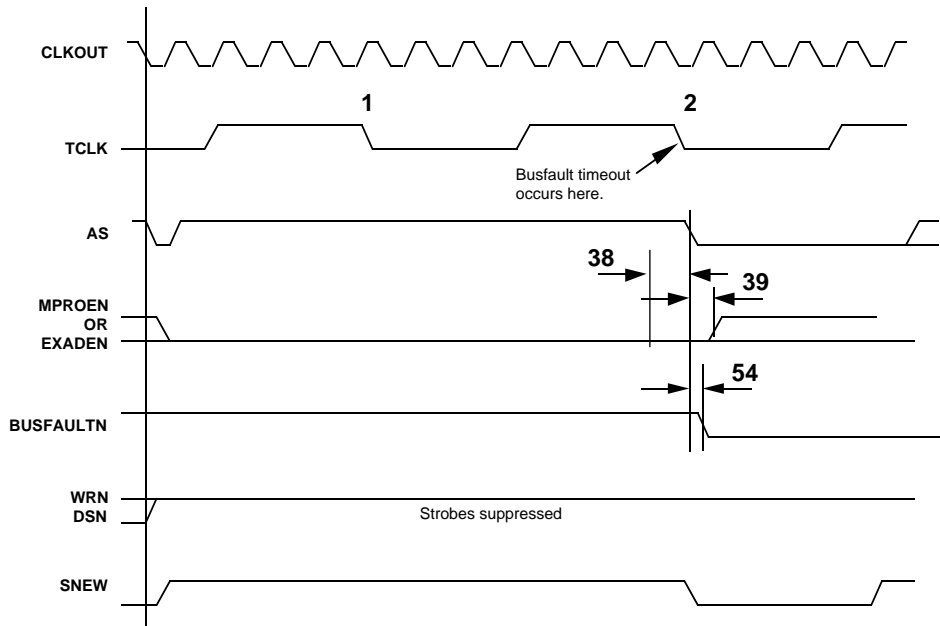 CLKOUT
1
2
TCLK
Busfault timeout
occurs here.
AS
38
39
MPROEN
OR
EXADEN
54
BUSFAULTN
WRN
DSN
Strobes suppressed
SNEW